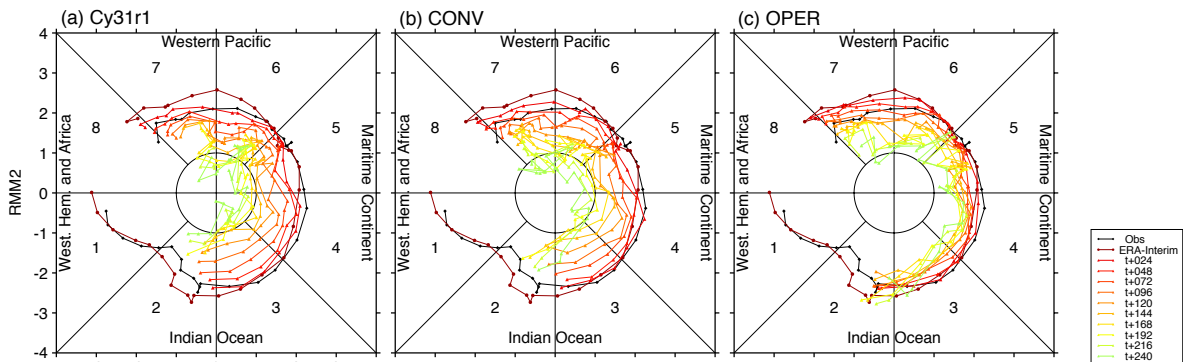 (a) Cy31r1
(b) CONV
(c) OPER
4
3
2
1
0
-1
-2
-3
-4
RMM2
Western Pacific
7
6
8
5
1
4
2
3
West. Hem. and Africa
Maritime Continent
Indian Ocean
Western Pacific
7
6
8
5
1
4
2
3
West. Hem. and Africa
Maritime Continent
Indian Ocean
Western Pacific
7
6
8
5
1
4
2
3
West. Hem. and Africa
Maritime Continent
Indian Ocean
Obs
ERA-Interim
t+024
t+048
t+072
t+096
t+120
t+144
t+168
t+192
t+216
t+240